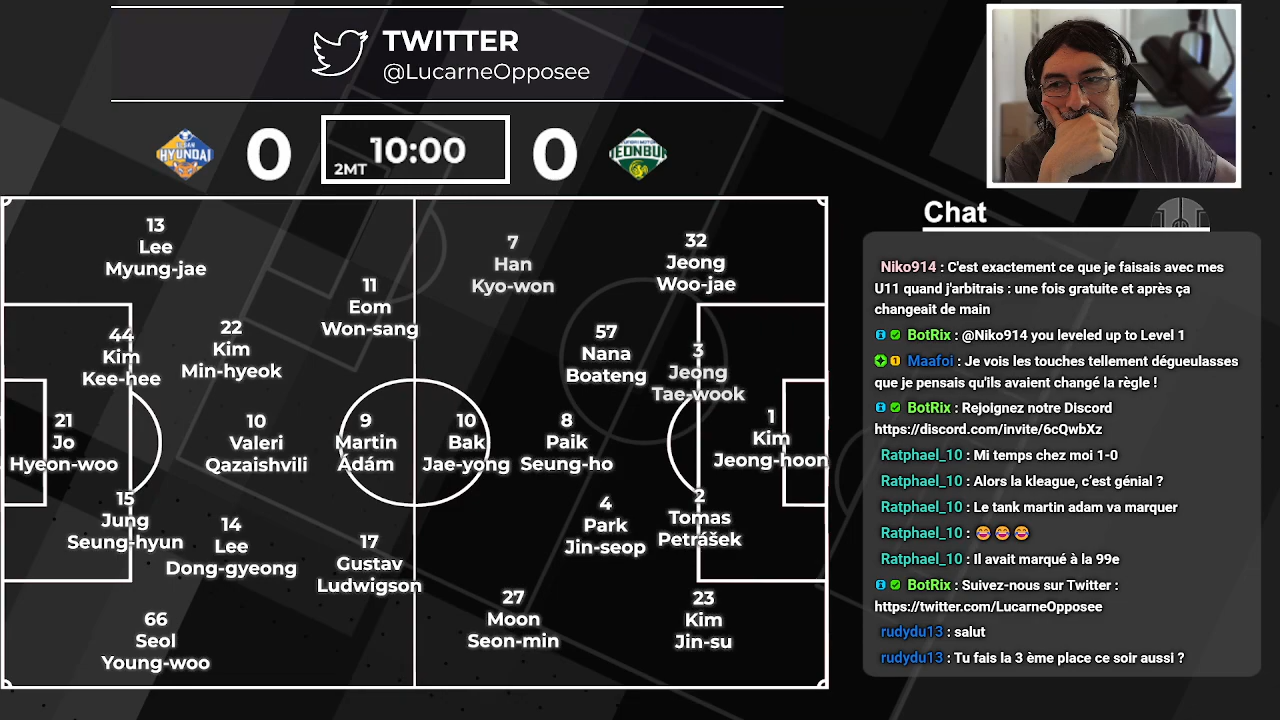 TWITTER
@LucarneOpposee
HYUNDAI
0
10:00
2MT
0
13
Lee
Myung-jae
44
Kim
Kee-hee
22
Kim
Min-hyeok
11
Eom
Won-sang
21
Jo
Hyeon-woo
10
Valeri
Qazaishvili
9
Martin
Ádám
15
Jung
Seung-hyun
14
Lee
Dong-gyeong
17
Gustav
Ludwigson
66
Seol
Young-woo
7
Han
Kyo-won
32
Jeong
Woo-jae
57
Nana
Boateng
3
Jeong
Tae-wook
10
Bak
Jae-yong
8
Paik
Seung-ho
1
Kim
Jeong-hoon
4
Park
Jin-seop
2
Tomas
Petrášek
27
Moon
Seon-min
23
Kim
Jin-su
Chat
Niko914 : C'est exactement ce que je faisais avec mes
U11 quand j'arbitrais : une fois gratuite et après ça
changeait de main
BotRix : @Niko914 you leveled up to Level 1
1 Maafoi : Je vois les touches tellement dégueulasses
que je pensais qu'ils avaient changé la règle !
BotRix : Rejoignez notre Discord
https://discord.com/invite/6cQwbXz
Ratphael_10 : Mi temps chez moi 1-0
Ratphael_10 : Alors la kleague, c’est génial ?
Ratphael_10 : Le tank martin adam va marquer
Ratphael_10 : 😂 😂 😂
Ratphael_10 : Il avait marqué à la 99e
BotRix : Suivez-nous sur Twitter :
https://twitter.com/LucarneOpposee
rudydu13 : salut
rudydu13 : Tu fais la 3 ème place ce soir aussi ?